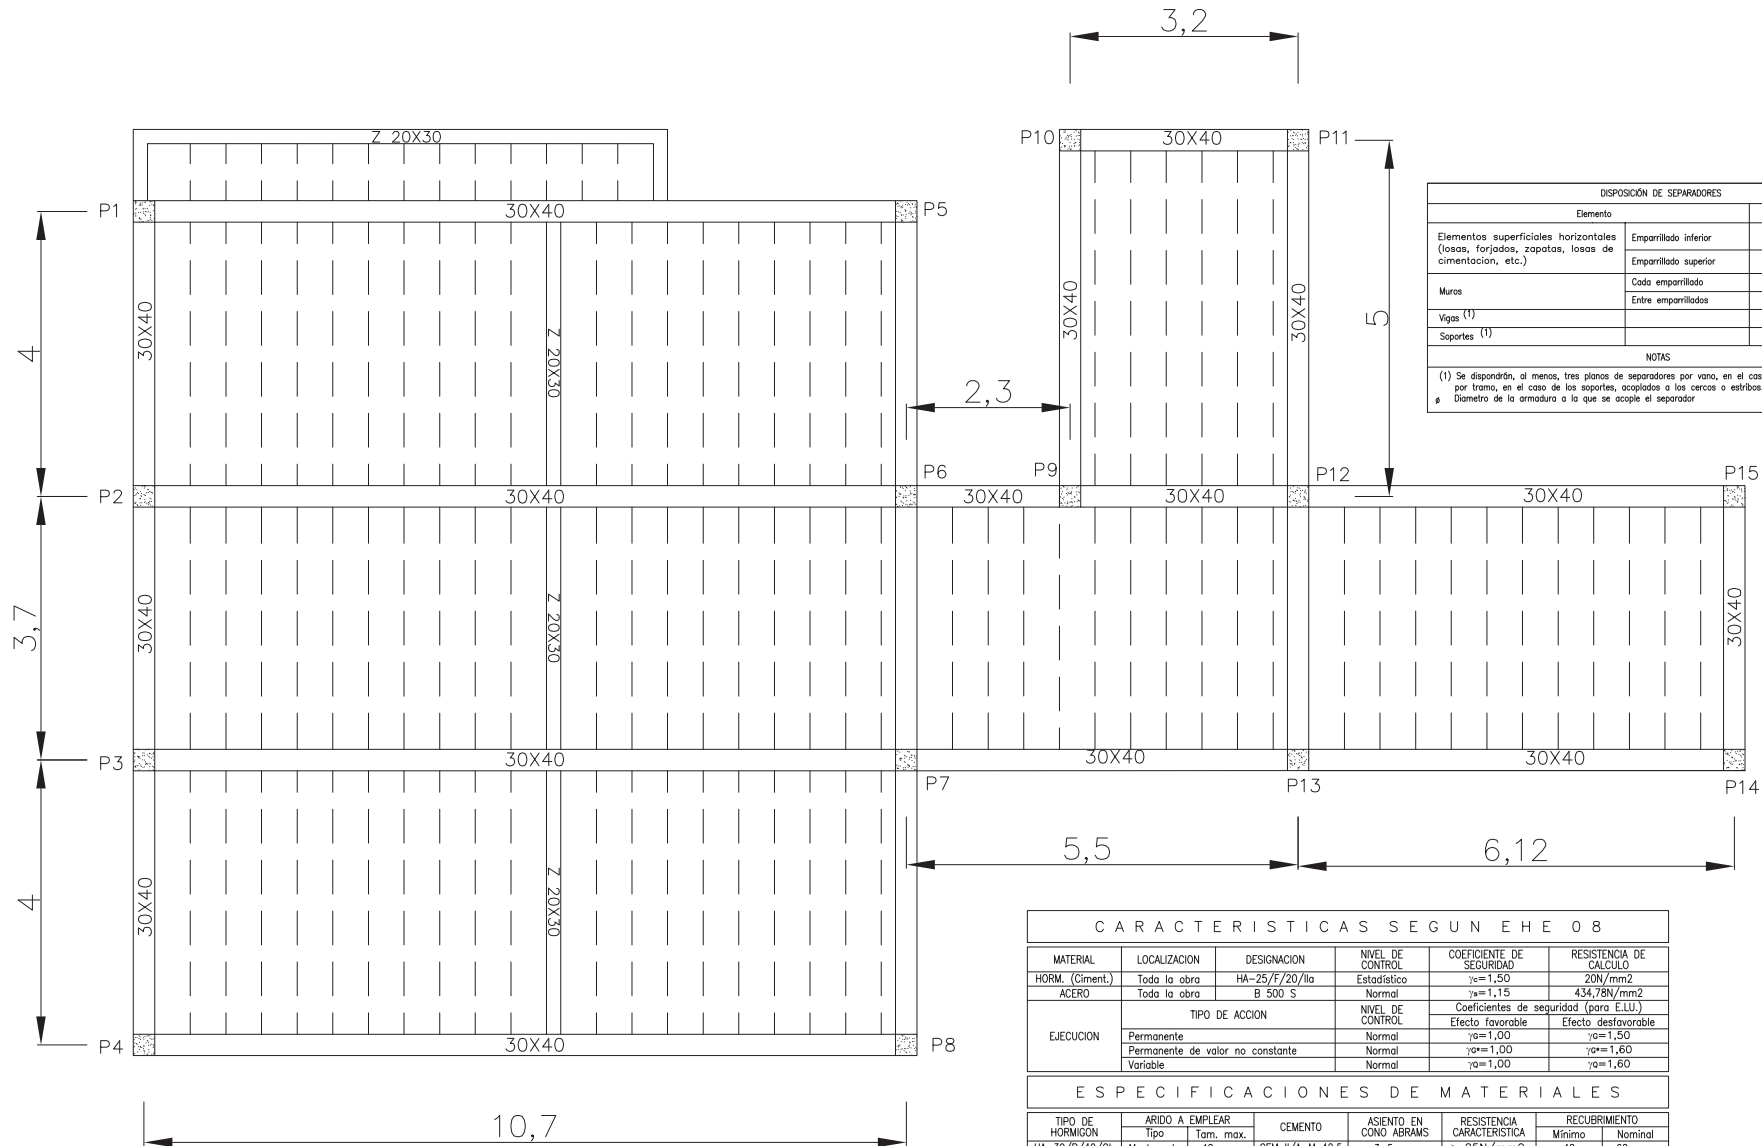 3,2
Z 20X30
P10
30X40
P11
P1
30X40
P5
DISPOSICIÓN DE SEPARADORES
Elemento
Elementos superficiales horizontales
(losas, forjados, zapatas, losas de
cimentacion, etc.)
Emparrillado inferior
Emparrillado superior
Muros
Cada emparrillado
Entre emparrillados
Vigas (1)
Soportes (1)
NOTAS
(1) Se dispondrán, al menos, tres planos de separadores por vano, en el cas
por tramo, en el caso de los soportes, acoplados a los cercos o estribos
ø Diametro de la armadura a la que se acople el separador
4
30X40
Z 20X30
30X40
30X40
5
2,3
P2
30X40
P6
30X40
P9
30X40
P12
30X40
P15
3,7
30X40
Z 20X30
30X40
P3
30X40
P7
30X40
P13
30X40
P14
5,5
6,12
4
30X40
Z 20X30
P4
30X40
P8
10,7
CARACTERISTICAS SEGUN EHE 08
MATERIAL LOCALIZACION DESIGNACION NIVEL DE CONTROL COEFICIENTE DE SEGURIDAD RESISTENCIA DE CALCULO
HORM. (Ciment.) Toda la obra HA-25/F/20/IIa Estadístico γc=1,50 20N/mm2
ACERO Toda la obra B 500 S Normal γs=1,15 434,78N/mm2
EJECUCION TIPO DE ACCION NIVEL DE CONTROL Coeficientes de seguridad (para E.L.U.)
Efecto favorable Efecto desfavorable
Permanente Normal γG=1,00 γG=1,50
Permanente de valor no constante Normal γG*=1,00 γG*=1,60
Variable Normal γQ=1,00 γQ=1,60
ESPECIFICACIONES DE MATERIALES
TIPO DE HORMIGON ARIDO A EMPLEAR CEMENTO ASIENTO EN CONO ABRAMS RESISTENCIA CARACTERISTICA RECUBRIMIENTO
Tipo Tam. max. Mínimo Nominal